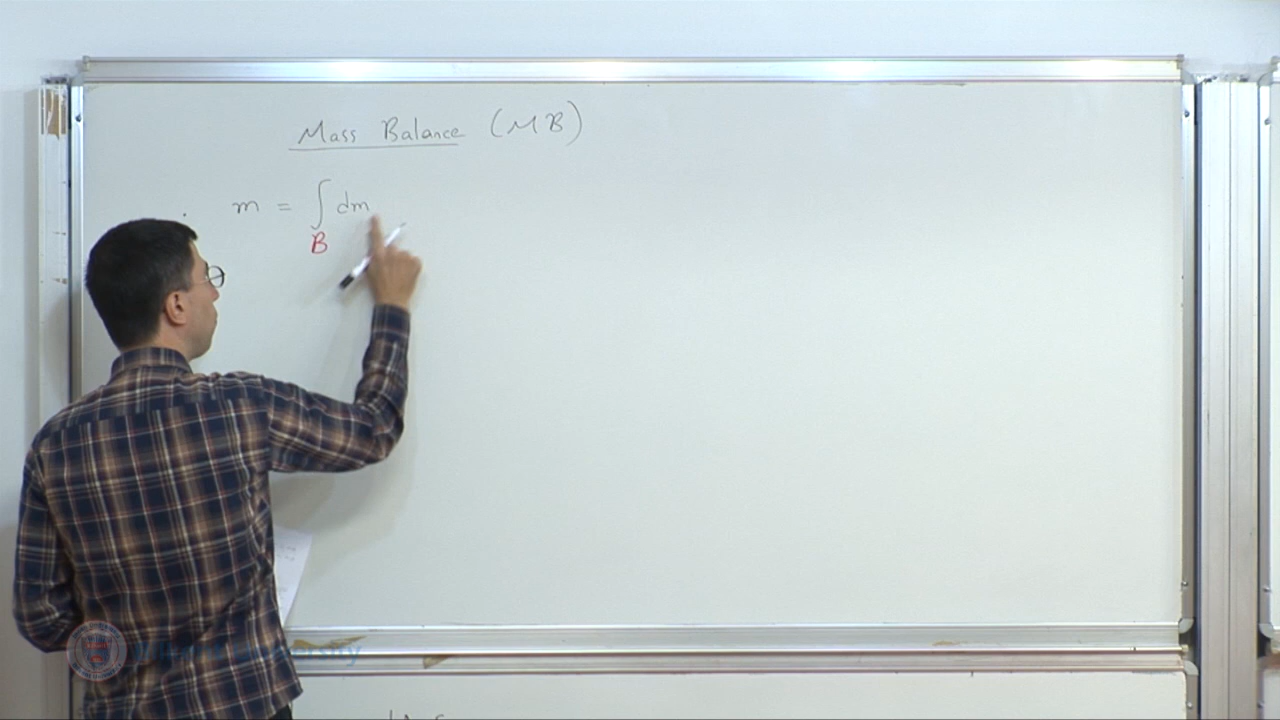 Mass Balance (MB)
m = ∫ dm
B